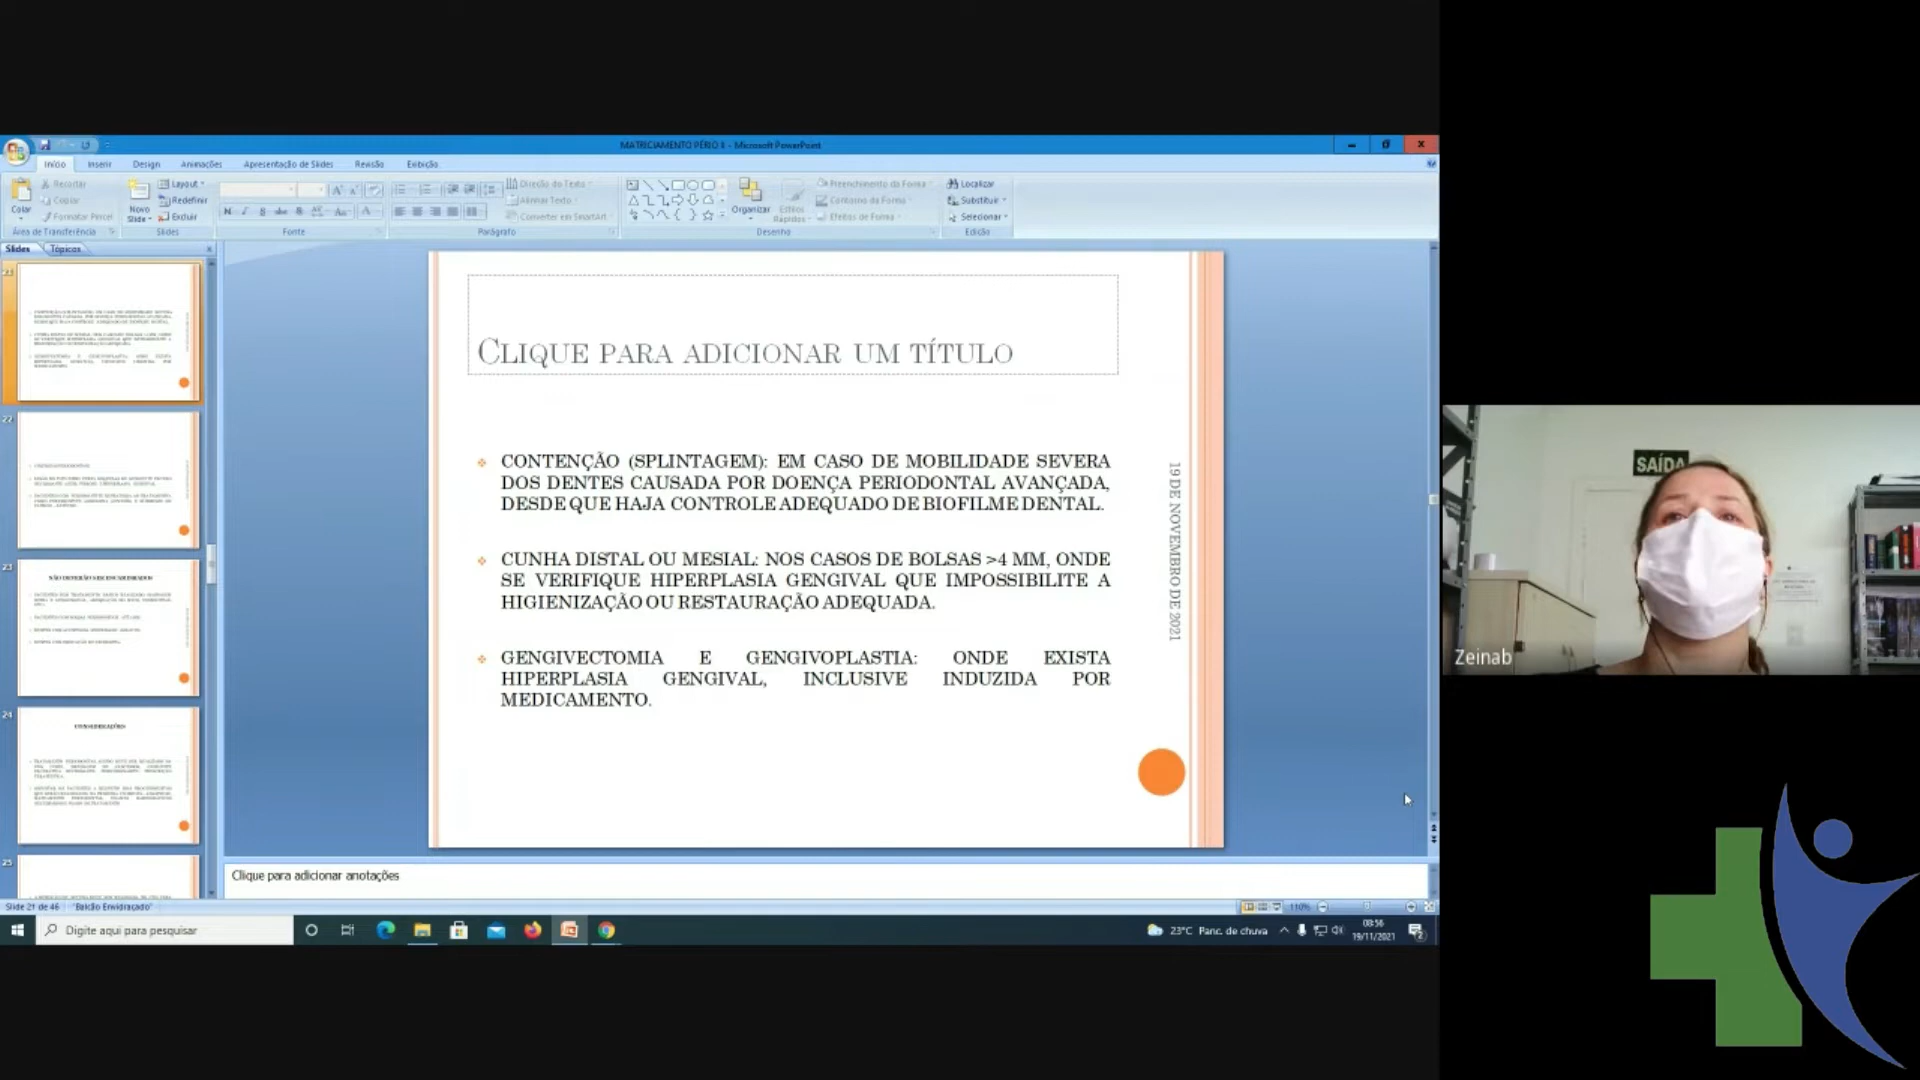 MATRICIAMENTO PÉRIO II - Microsoft PowerPoint
Início Inserir Design Animações Apresentação de Slides Revisão Exibição
Colar
Recortar
Copiar
Formatar Pincel
Área de Transferência
Novo Slide
Layout
Redefinir
Excluir
Slides
Fonte
Direção do Texto
Alinhar Texto
Converter em SmartArt
Parágrafo
Organizar
Estilos Rápidos
Preenchimento da Forma
Contorno da Forma
Efeitos de Forma
Desenho
Localizar
Substituir
Selecionar
Edição
Slides Tópicos
22
23
NÃO DEVERÃO SER ENCAMINHADOS
24
CONSIDERAÇÕES
25
CLIQUE PARA ADICIONAR UM TÍTULO
CONTENÇÃO (SPLINTAGEM): EM CASO DE MOBILIDADE SEVERA
DOS DENTES CAUSADA POR DOENÇA PERIODONTAL AVANÇADA,
DESDE QUE HAJA CONTROLE ADEQUADO DE BIOFILME DENTAL.
CUNHA DISTAL OU MESIAL: NOS CASOS DE BOLSAS >4 MM, ONDE
SE VERIFIQUE HIPERPLASIA GENGIVAL QUE IMPOSSIBILITE A
HIGIENIZAÇÃO OU RESTAURAÇÃO ADEQUADA.
GENGIVECTOMIA E GENGIVOPLASTIA: ONDE EXISTA
HIPERPLASIA GENGIVAL, INCLUSIVE INDUZIDA POR
MEDICAMENTO.
19 DE NOVEMBRO DE 2021
Clique para adicionar anotações
Slide 21 de 46 "Balcão Envidraçado"
110%
Digite aqui para pesquisar
23°C Panc. de chuva
08:56
19/11/2021
SAÍDA
Zeinab